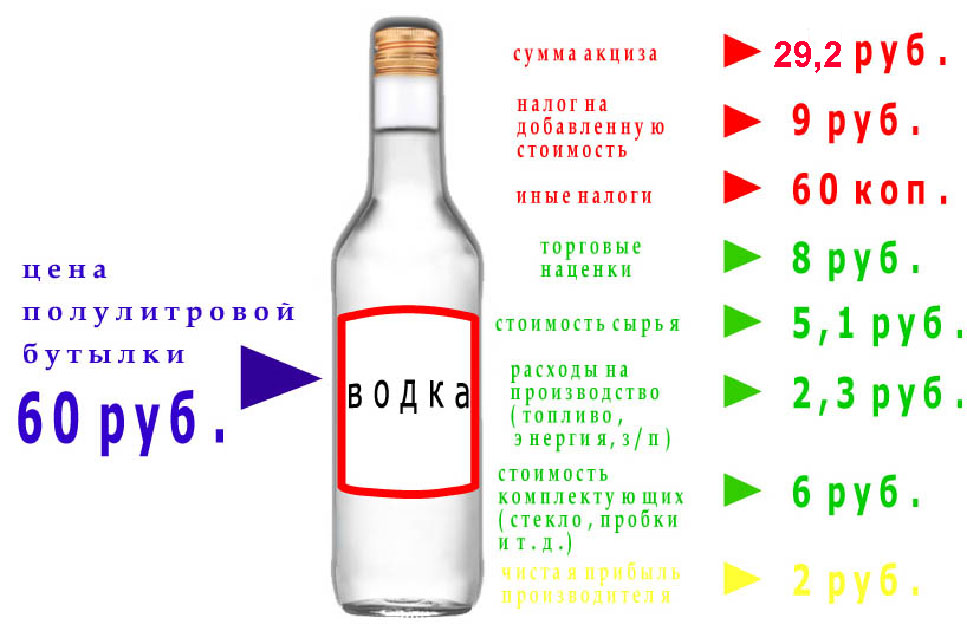 цена
полулитровой
бутылки
60 руб.
водка
сумма акциза
29,2 руб.
налог на
добавленную
стоимость
9 руб.
иные налоги
60 коп.
торговые
наценки
8 руб.
стоимость сырья
5,1 руб.
расходы на
производство
(топливо,
энергия, з/п)
2,3 руб.
стоимость
комплектующих
(стекло, пробки
и т.д.)
6 руб.
чистая прибыль
производителя
2 руб.